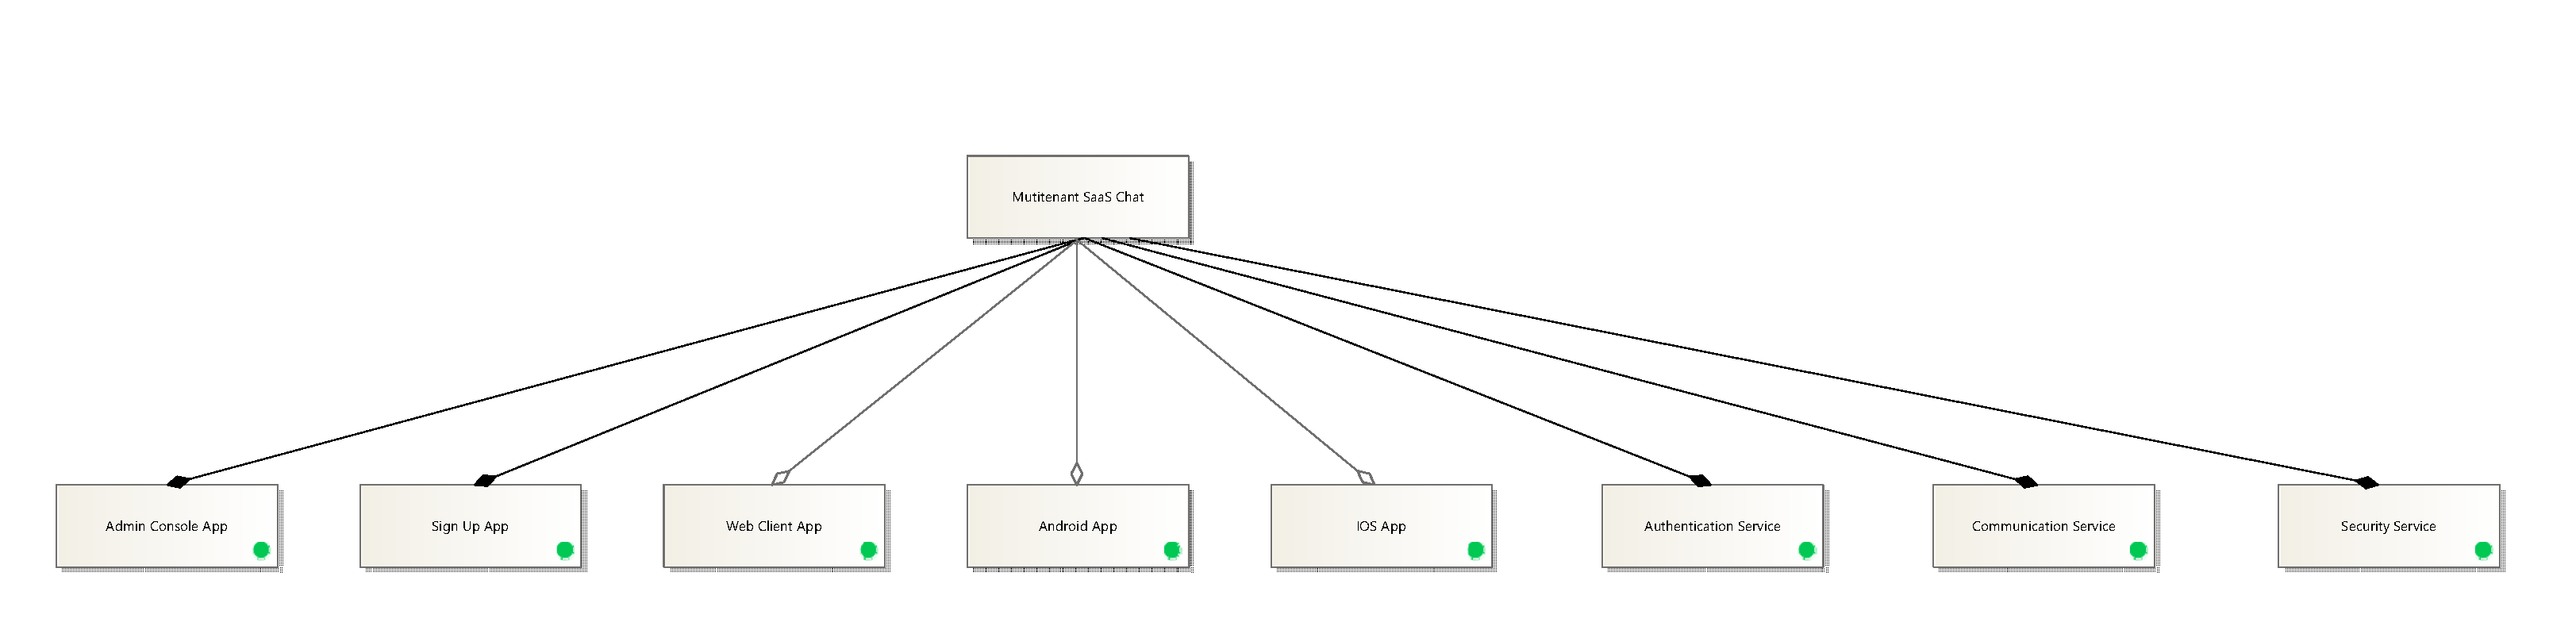 Mutitenant SaaS Chat
Admin Console App
Sign Up App
Web Client App
Android App
IOS App
Authentication Service
Communication Service
Security Service